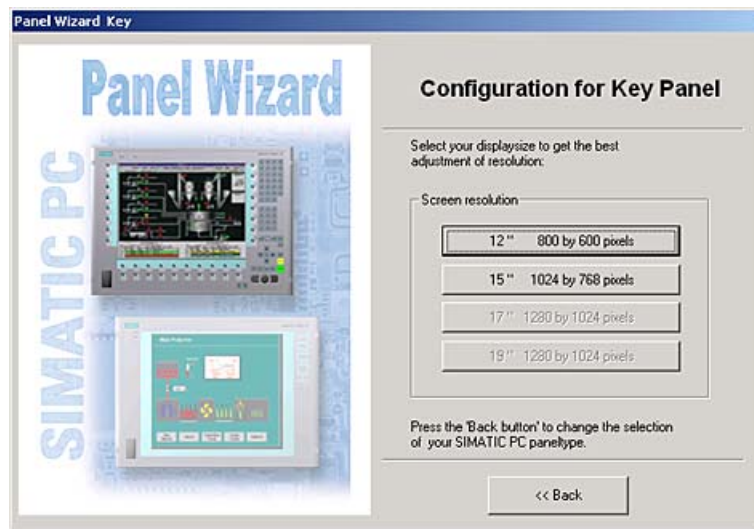 Panel Wizard Key
Panel Wizard
SIMATIC PC
Configuration for Key Panel
Select your displaysize to get the best
adjustment of resolution:
Screen resolution
12" 800 by 600 pixels
15" 1024 by 768 pixels
17" 1280 by 1024 pixels
19" 1280 by 1024 pixels
Press the 'Back button' to change the selection
of your SIMATIC PC paneltype.
<< Back